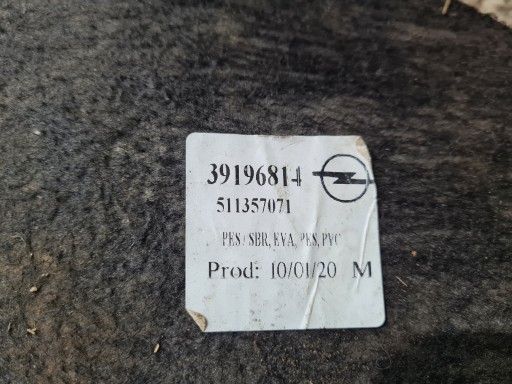 39196814
511357071
PES / SBR, EVA, PES, PVC
Prod: 10/01/20 M